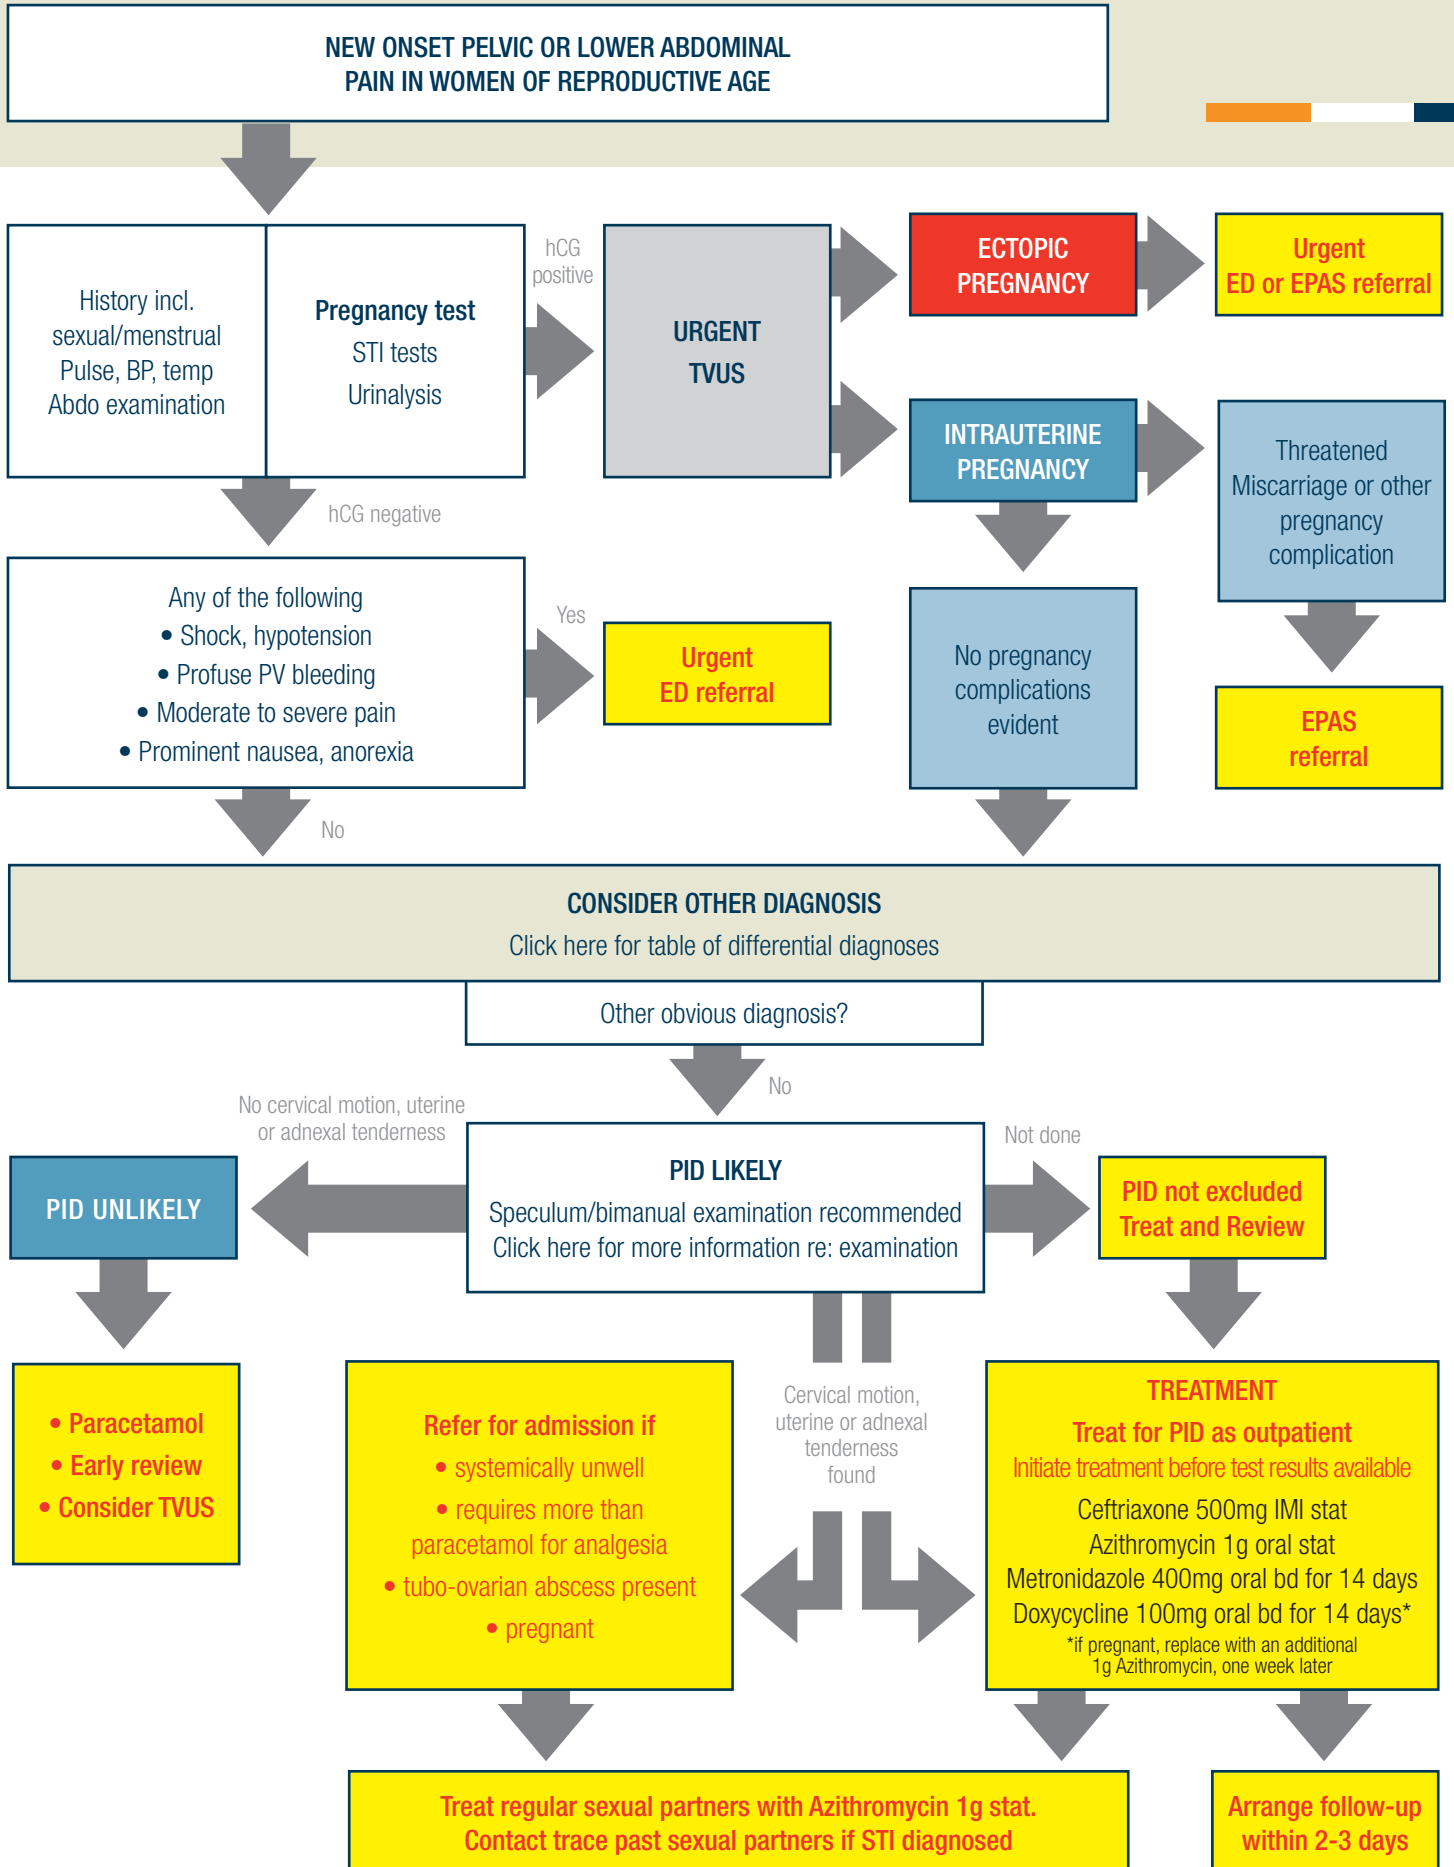 NEW ONSET PELVIC OR LOWER ABDOMINAL
PAIN IN WOMEN OF REPRODUCTIVE AGE
History incl.
sexual/menstrual
Pulse, BP, temp
Abdo examination
Pregnancy test
STI tests
Urinalysis
hCG
positive
URGENT
TVUS
ECTOPIC
PREGNANCY
Urgent
ED or EPAS referral
INTRAUTERINE
PREGNANCY
Threatened
Miscarriage or other
pregnancy
complication
hCG negative
Any of the following
• Shock, hypotension
• Profuse PV bleeding
• Moderate to severe pain
• Prominent nausea, anorexia
Yes
Urgent
ED referral
No pregnancy
complications
evident
EPAS
referral
No
CONSIDER OTHER DIAGNOSIS
Click here for table of differential diagnoses
Other obvious diagnosis?
No
No cervical motion, uterine
or adnexal tenderness
PID UNLIKELY
PID LIKELY
Speculum/bimanual examination recommended
Click here for more information re: examination
Not done
PID not excluded
Treat and Review
• Paracetamol
• Early review
• Consider TVUS
Refer for admission if
• systemically unwell
• requires more than
paracetamol for analgesia
• tubo-ovarian abscess present
• pregnant
Cervical motion,
uterine or adnexal
tenderness
found
TREATMENT
Treat for PID as outpatient
Initiate treatment before test results available
Ceftriaxone 500mg IMI stat
Azithromycin 1g oral stat
Metronidazole 400mg oral bd for 14 days
Doxycycline 100mg oral bd for 14 days*
*if pregnant, replace with an additional
1g Azithromycin, one week later
Treat regular sexual partners with Azithromycin 1g stat.
Contact trace past sexual partners if STI diagnosed
Arrange follow-up
within 2-3 days